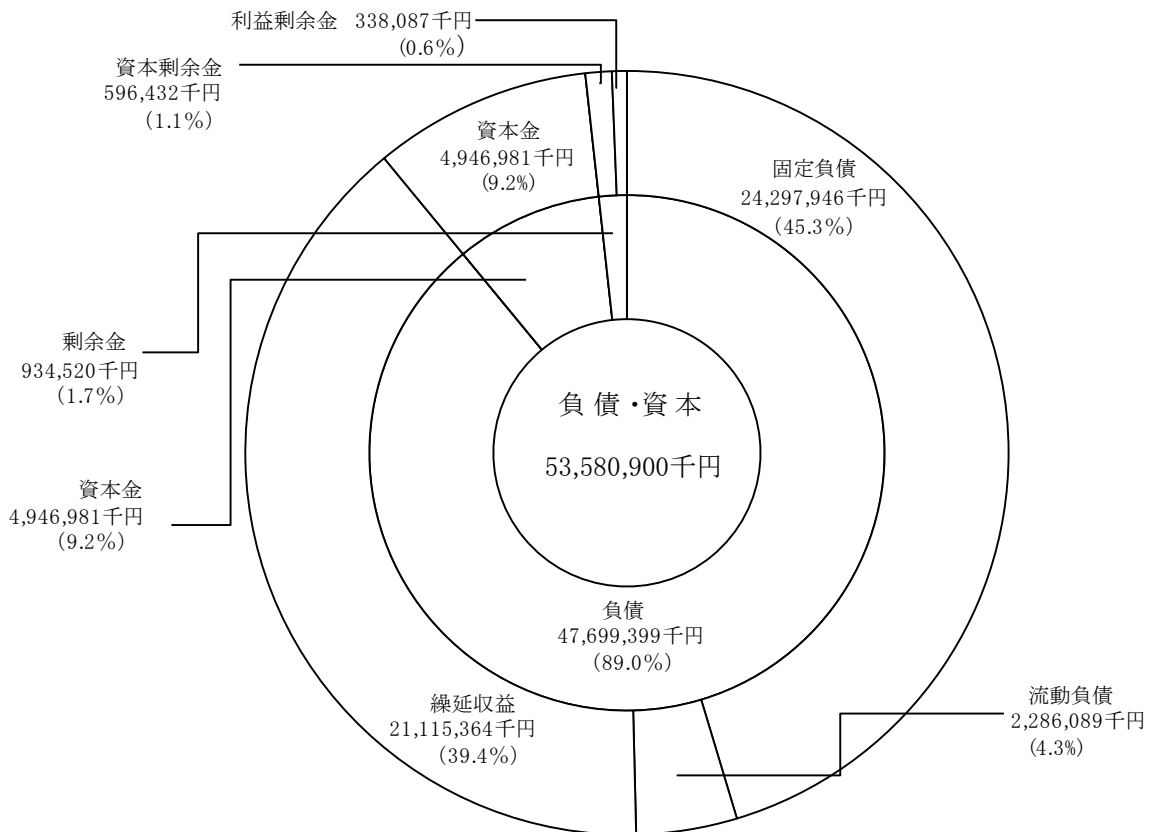 利益剰余金 338,087千円
(0.6%)
資本剰余金
596,432千円
(1.1%)
資本金
4,946,981千円
(9.2%)
固定負債
24,297,946千円
(45.3%)
剰余金
934,520千円
(1.7%)
負債・資本
53,580,900千円
資本金
4,946,981千円
(9.2%)
負債
47,699,399千円
(89.0%)
繰延収益
21,115,364千円
(39.4%)
流動負債
2,286,089千円
(4.3%)